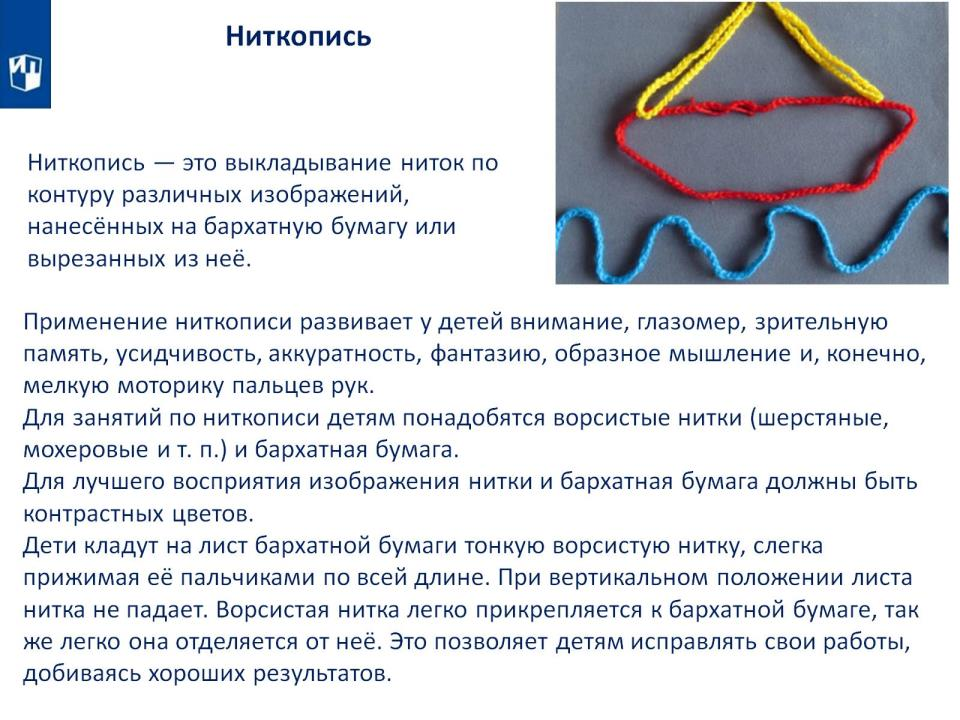 Ниткопись
Ниткопись — это выкладывание ниток по
контуру различных изображений,
нанесённых на бархатную бумагу или
вырезанных из неё.
Применение ниткописи развивает у детей внимание, глазомер, зрительную
память, усидчивость, аккуратность, фантазию, образное мышление и, конечно,
мелкую моторику пальцев рук.
Для занятий по ниткописи детям понадобятся ворсистые нитки (шерстяные,
мохеровые и т. п.) и бархатная бумага.
Для лучшего восприятия изображения нитки и бархатная бумага должны быть
контрастных цветов.
Дети кладут на лист бархатной бумаги тонкую ворсистую нитку, слегка
прижимая её пальчиками по всей длине. При вертикальном положении листа
нитка не падает. Ворсистая нитка легко прикрепляется к бархатной бумаге, так
же легко она отделяется от неё. Это позволяет детям исправлять свои работы,
добиваясь хороших результатов.